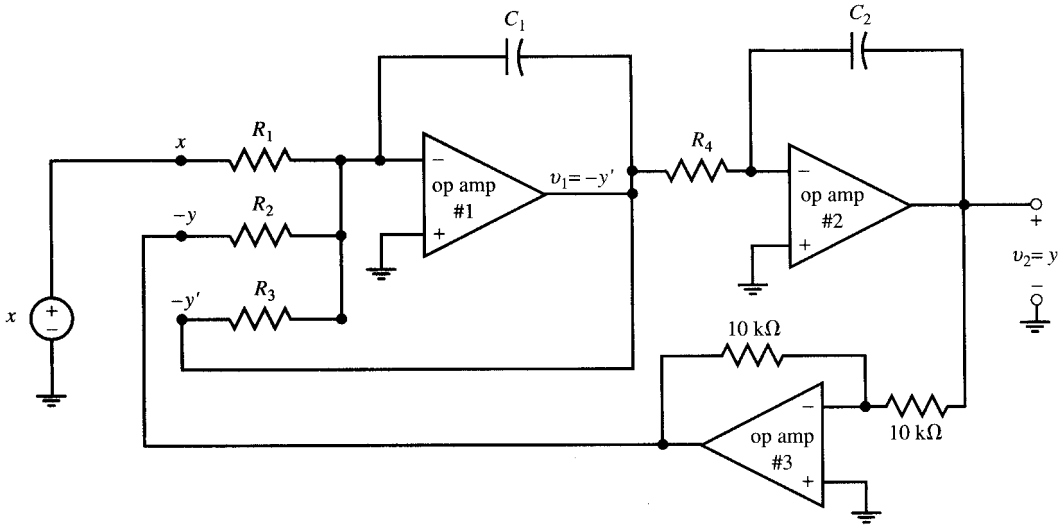 C₁
C₂
x
R₁
R₄
−
op amp
#1
+
v₁= −y′
−
op amp
#2
+
−y
R₂
+
v₂= y
−
−y′
R₃
x
+
−
10 kΩ
−
op amp
#3
+
10 kΩ